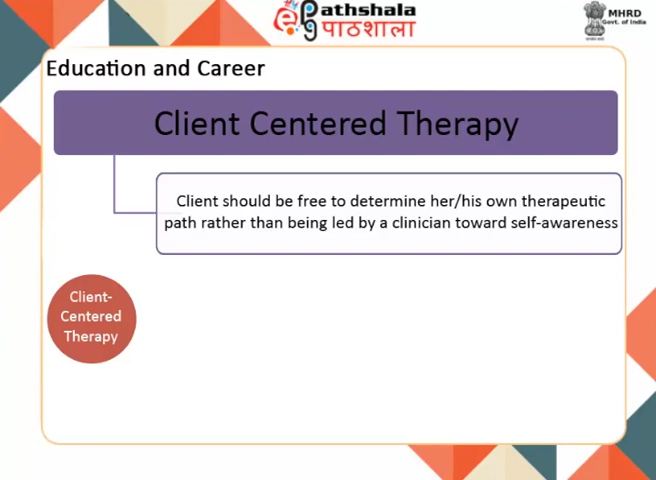 Pathshala
पाठशाला
MHRD
Govt. of India
Education and Career
Client Centered Therapy
Client should be free to determine her/his own therapeutic
path rather than being led by a clinician toward self-awareness
Client-
Centered
Therapy